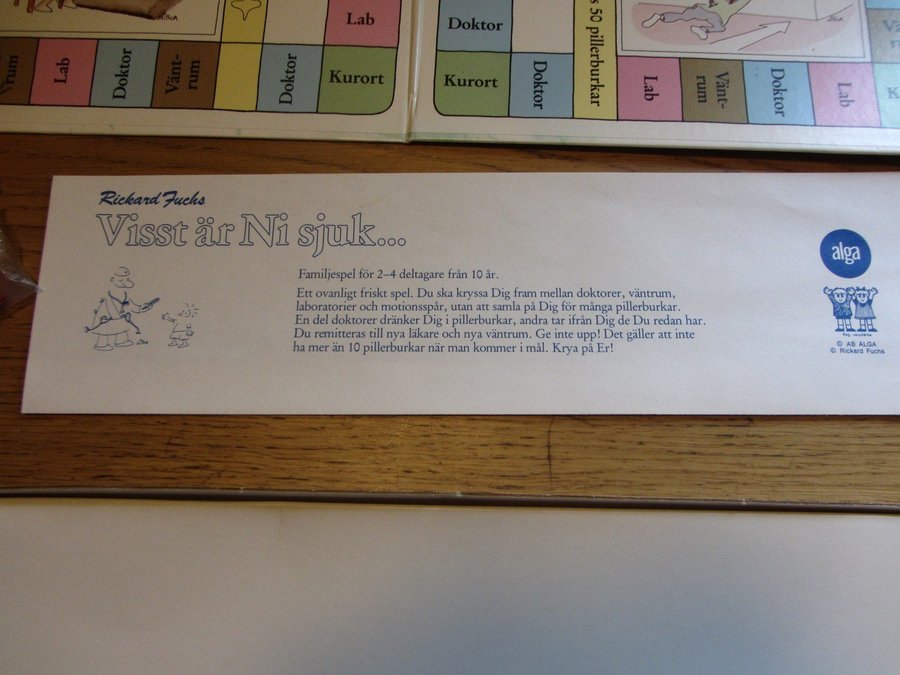 Lab
Doktor
s 50 pillerburkar
rum
Lab
Doktor
Vänt-
rum
Doktor
Kurort
Kurort
Doktor
Lab
Vänt-
rum
Doktor
Lab
Rickard Fuchs
Visst är Ni sjuk...
Familjespel för 2–4 deltagare från 10 år.
Ett ovanligt friskt spel. Du ska kryssa Dig fram mellan doktorer, väntrum,
laboratorier och motionsspår, utan att samla på Dig för många pillerburkar.
En del doktorer dränker Dig i pillerburkar, andra tar ifrån Dig de Du redan har.
Du remitteras till nya läkare och nya väntrum. Ge inte upp! Det gäller att inte
ha mer än 10 pillerburkar när man kommer i mål. Krya på Er!
alga
© AB ALGA
© Rickard Fuchs